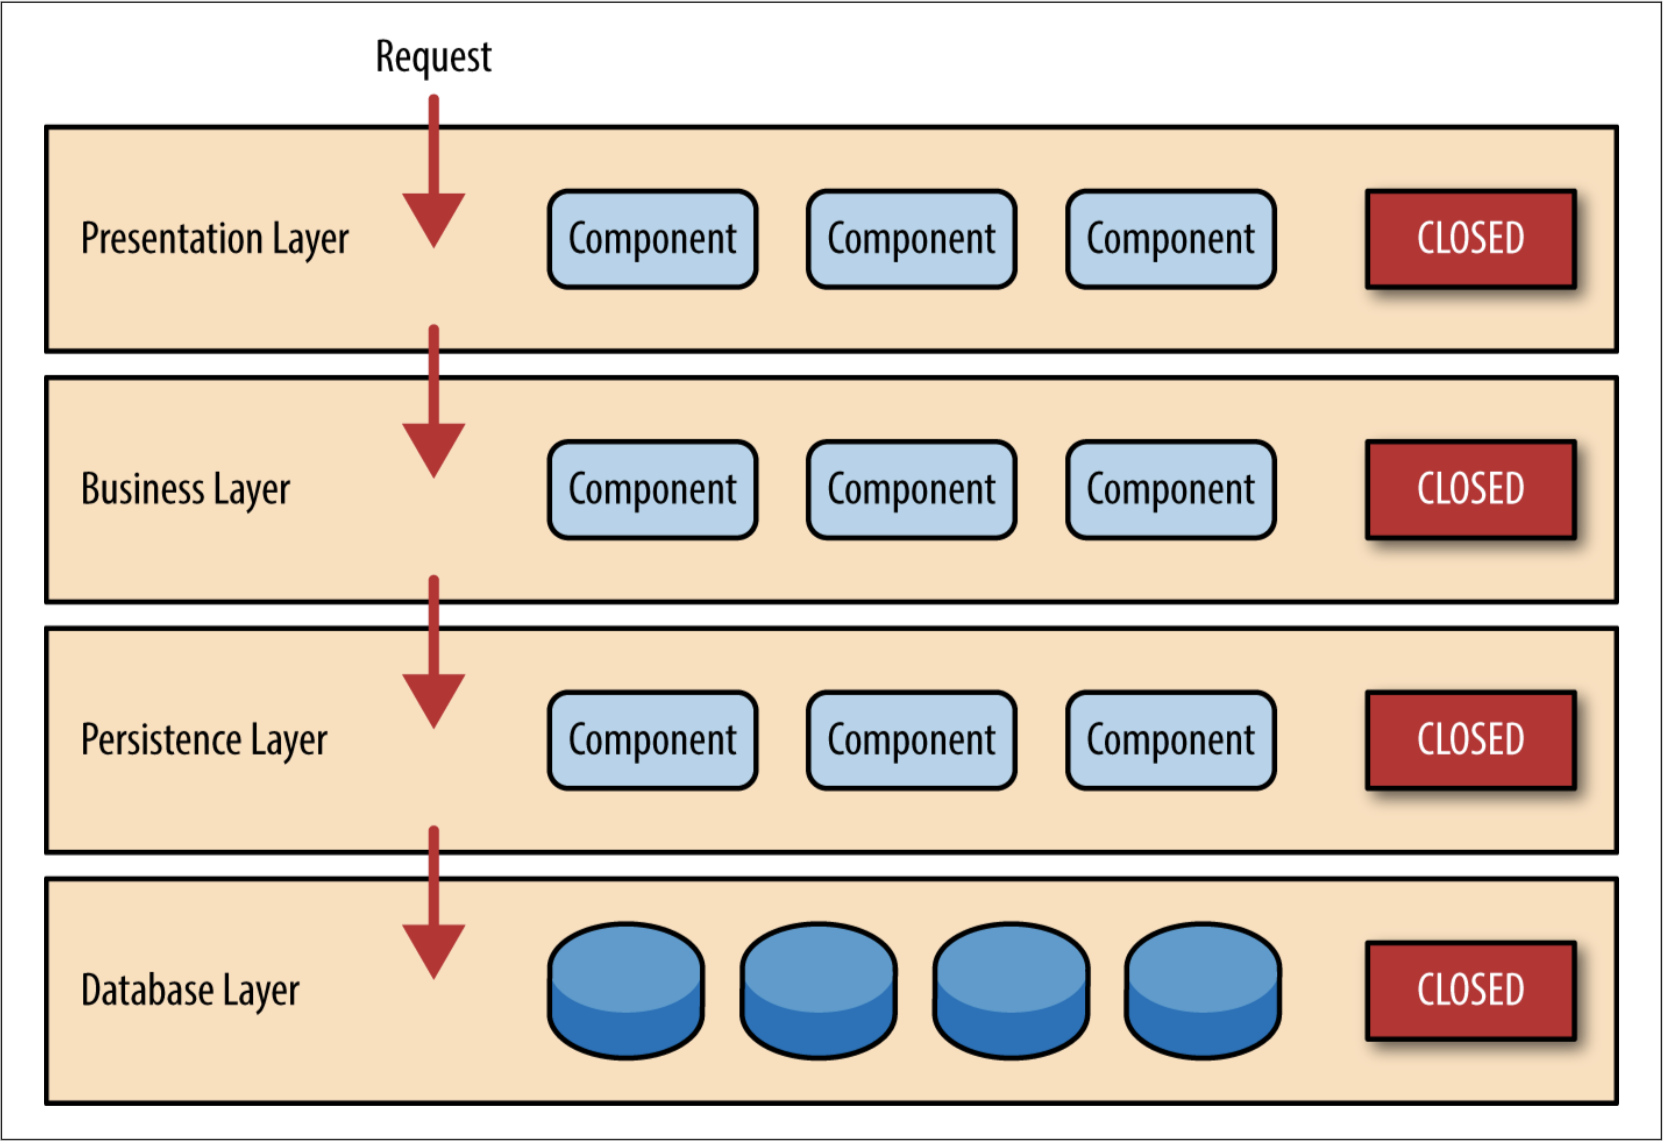 Request
Presentation Layer Component Component Component CLOSED
Business Layer Component Component Component CLOSED
Persistence Layer Component Component Component CLOSED
Database Layer CLOSED